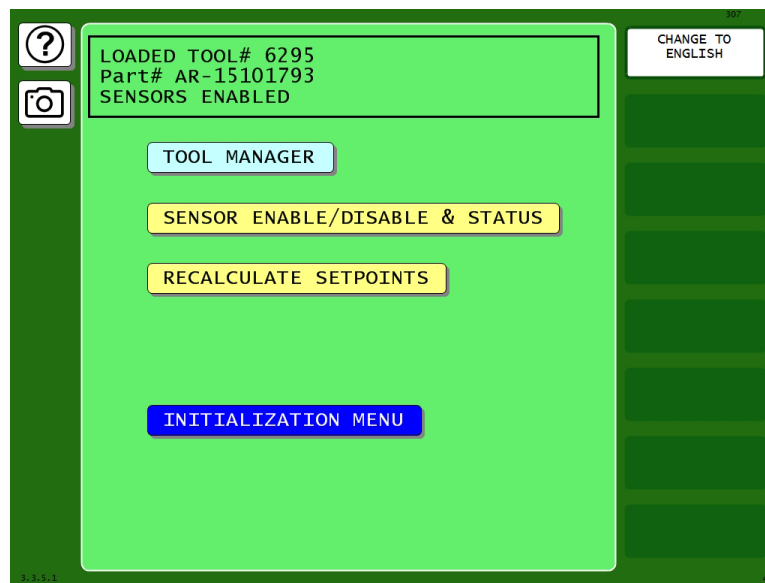 307
CHANGE TO
ENGLISH
LOADED TOOL# 6295
Part# AR-15101793
SENSORS ENABLED
TOOL MANAGER
SENSOR ENABLE/DISABLE & STATUS
RECALCULATE SETPOINTS
INITIALIZATION MENU
3.3.5.1